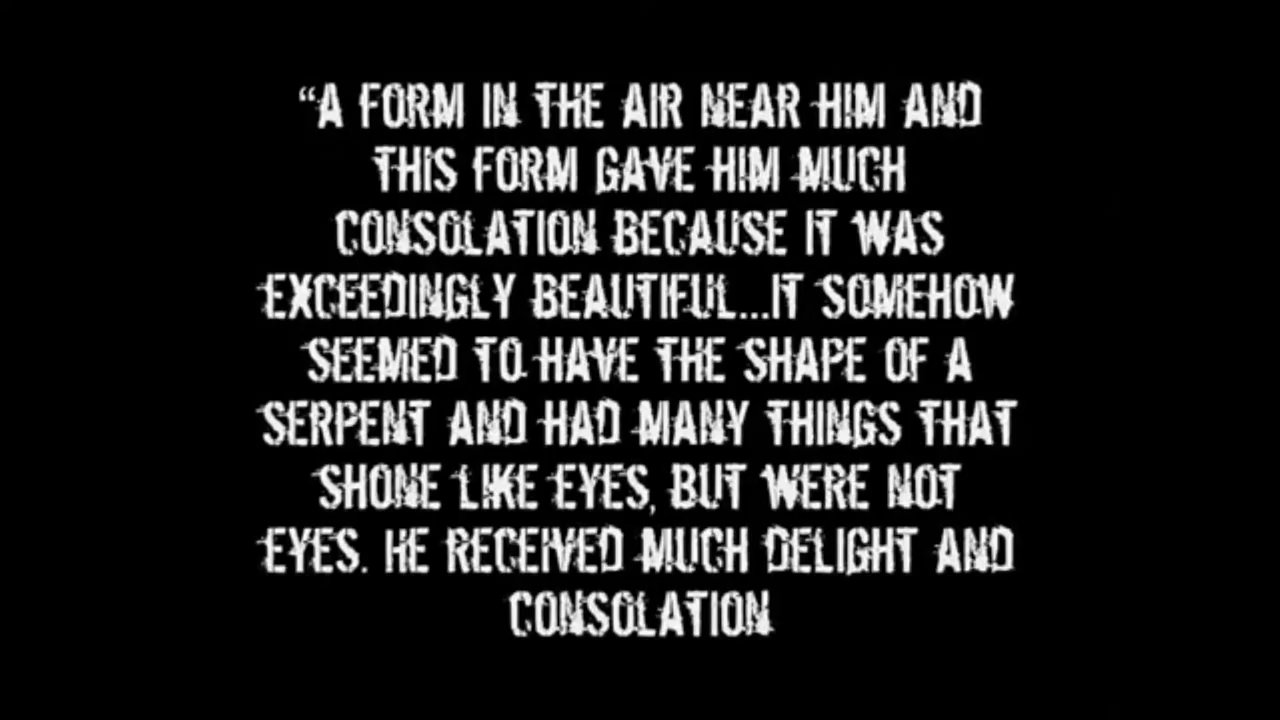 “A FORM IN THE AIR NEAR HIM AND
THIS FORM GAVE HIM MUCH
CONSOLATION BECAUSE IT WAS
EXCEEDINGLY BEAUTIFUL...IT SOMEHOW
SEEMED TO HAVE THE SHAPE OF A
SERPENT AND HAD MANY THINGS THAT
SHONE LIKE EYES, BUT WERE NOT
EYES. HE RECEIVED MUCH DELIGHT AND
CONSOLATION